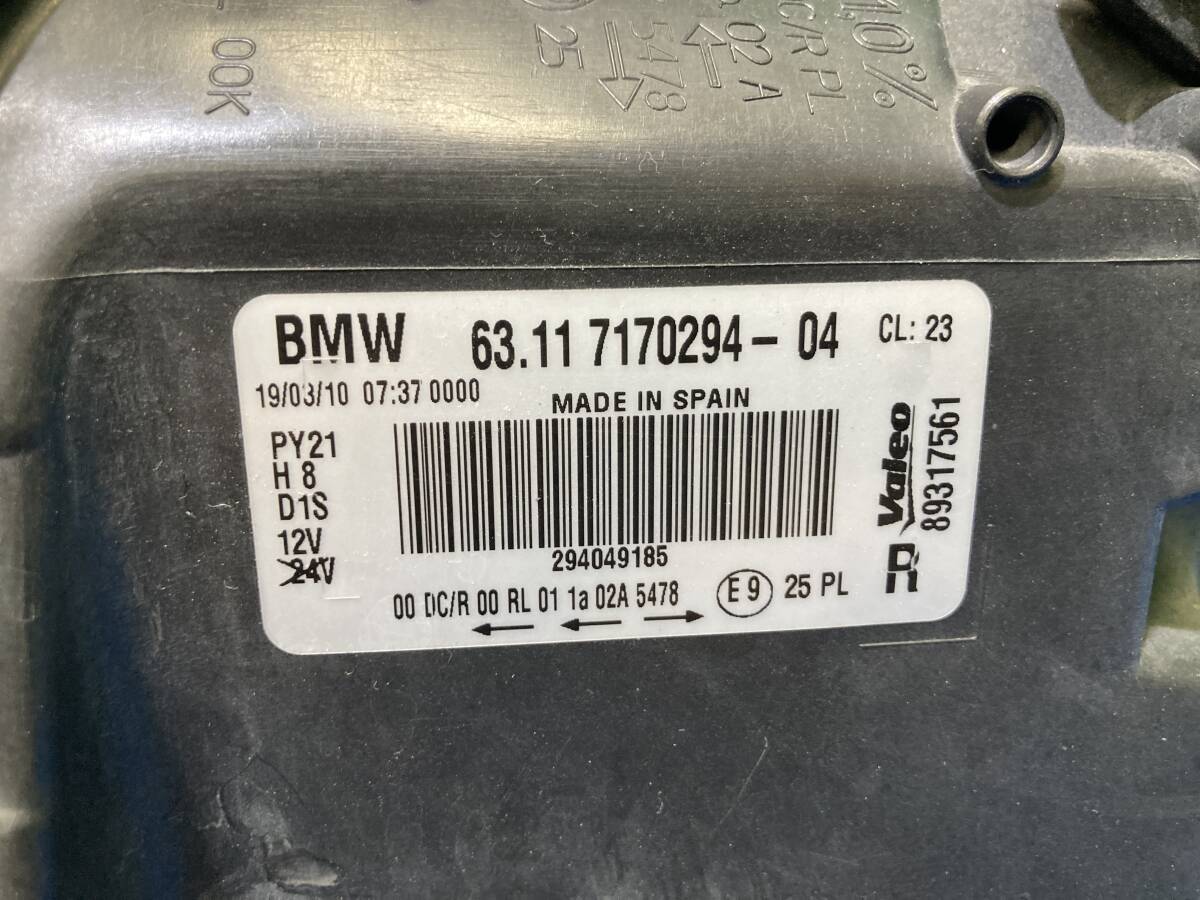 00K
25
5478
02 A
C/R PL
1,0%
BMW 63.11 7170294 - 04 CL: 23
19/03/10 07:37 0000
MADE IN SPAIN
PY21
H 8
D1S
12V
24V
294049185
00 DC/R 00 RL 01 1a 02A 5478 E 9 25 PL
Valeo
89317561